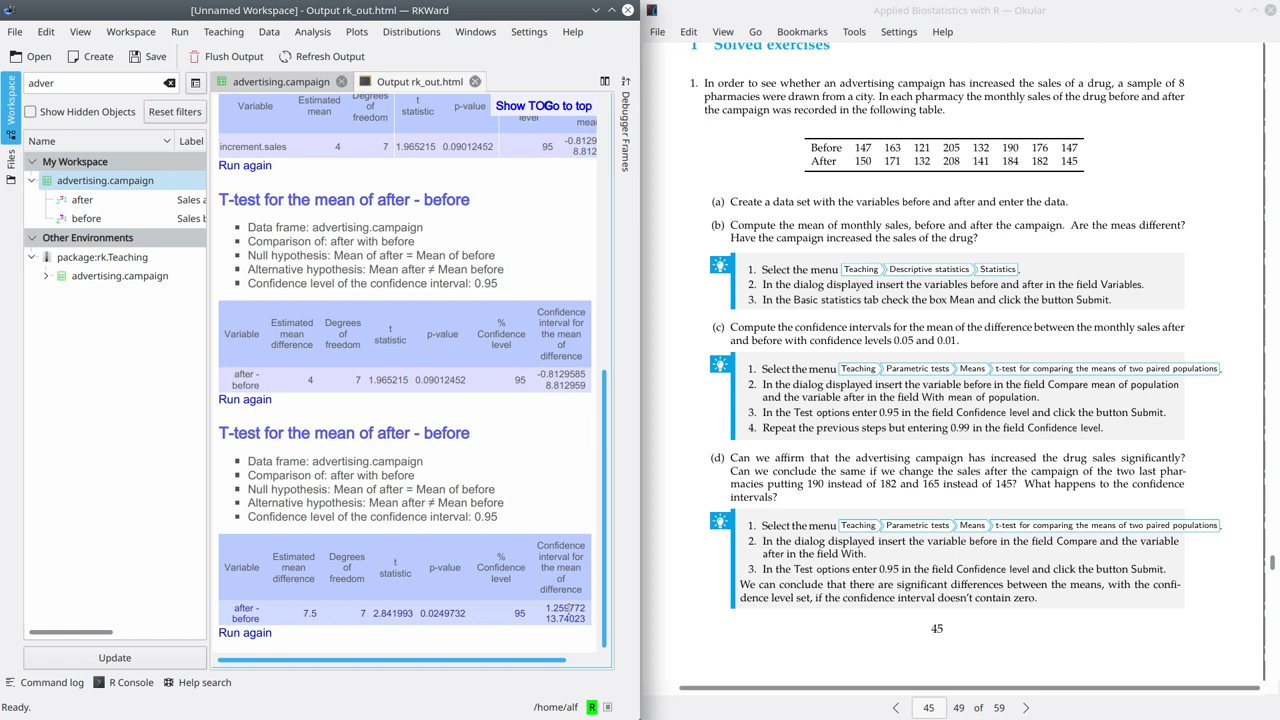 [Unnamed Workspace] - Output rk_out.html — RKWard
File Edit View Workspace Run Teaching Data Analysis Plots Distributions Windows Settings Help
Open Create Save Flush Output Refresh Output
adver
Show Hidden Objects Reset filters
Name Label
My Workspace
advertising.campaign
after Sales a
before Sales b
Other Environments
package:rk.Teaching
advertising.campaign
Update
Workspace
Files
advertising.campaign Output rk_out.html
Debugger Frames
Show TOC
Go to top
Variable Estimated mean Degrees of freedom t statistic p-value level mean
increment.sales 4 7 1.965215 0.09012452 95 -0.8129
8.812
Run again
T-test for the mean of after - before
Data frame: advertising.campaign
Comparison of: after with before
Null hypothesis: Mean of after = Mean of before
Alternative hypothesis: Mean after ≠ Mean before
Confidence level of the confidence interval: 0.95
Variable Estimated mean difference Degrees of freedom t statistic p-value % Confidence level Confidence interval for the mean of difference
after - before 4 7 1.965215 0.09012452 95 -0.8129585 8.812959
Run again
T-test for the mean of after - before
Data frame: advertising.campaign
Comparison of: after with before
Null hypothesis: Mean of after = Mean of before
Alternative hypothesis: Mean after ≠ Mean before
Confidence level of the confidence interval: 0.95
Variable Estimated mean difference Degrees of freedom t statistic p-value % Confidence level Confidence interval for the mean of difference
after - before 7.5 7 2.841993 0.0249732 95 1.259772 13.74023
Run again
Command log R Console Help search
Ready. /home/alf R
Applied Biostatistics with R — Okular
File Edit View Go Bookmarks Tools Settings Help
1 Solved exercises
1. In order to see whether an advertising campaign has increased the sales of a drug, a sample of 8
pharmacies were drawn from a city. In each pharmacy the monthly sales of the drug before and after
the campaign was recorded in the following table.
Before 147 163 121 205 132 190 176 147
After 150 171 132 208 141 184 182 145
(a) Create a data set with the variables before and after and enter the data.
(b) Compute the mean of monthly sales, before and after the campaign. Are the meas different?
Have the campaign increased the sales of the drug?
1. Select the menu Teaching Descriptive statistics Statistics.
2. In the dialog displayed insert the variables before and after in the field Variables.
3. In the Basic statistics tab check the box Mean and click the button Submit.
(c) Compute the confidence intervals for the mean of the difference between the monthly sales after
and before with confidence levels 0.05 and 0.01.
1. Select the menu Teaching Parametric tests Means t-test for comparing the means of two paired populations.
2. In the dialog displayed insert the variable before in the field Compare mean of population
and the variable after in the field With mean of population.
3. In the Test options enter 0.95 in the field Confidence level and click the button Submit.
4. Repeat the previous steps but entering 0.99 in the field Confidence level.
(d) Can we affirm that the advertising campaign has increased the drug sales significantly?
Can we conclude the same if we change the sales after the campaign of the two last phar-
macies putting 190 instead of 182 and 165 instead of 145? What happens to the confidence
intervals?
1. Select the menu Teaching Parametric tests Means t-test for comparing the means of two paired populations.
2. In the dialog displayed insert the variable before in the field Compare and the variable
after in the field With.
3. In the Test options enter 0.95 in the field Confidence level and click the button Submit.
We can conclude that there are significant differences between the means, with the confi-
dence level set, if the confidence interval doesn't contain zero.
45
45 49 of 59